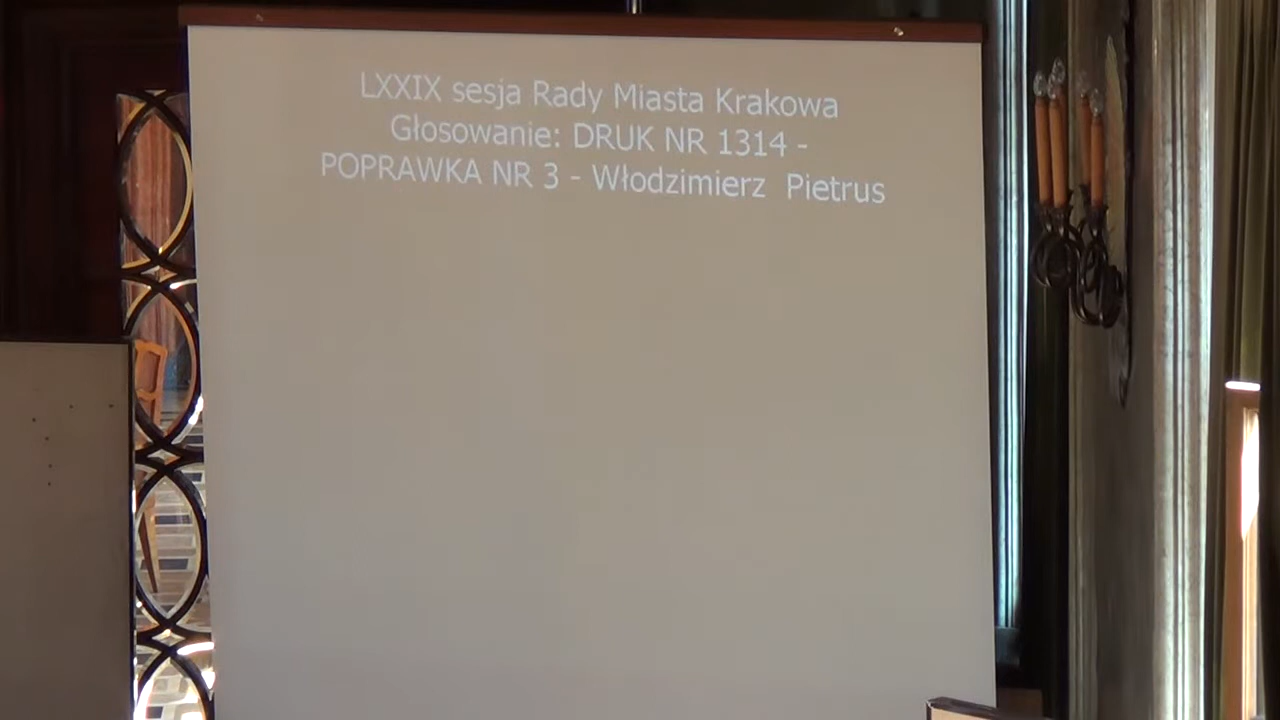 LXXIX sesja Rady Miasta Krakowa
Głosowanie: DRUK NR 1314 -
POPRAWKA NR 3 - Włodzimierz Pietrus